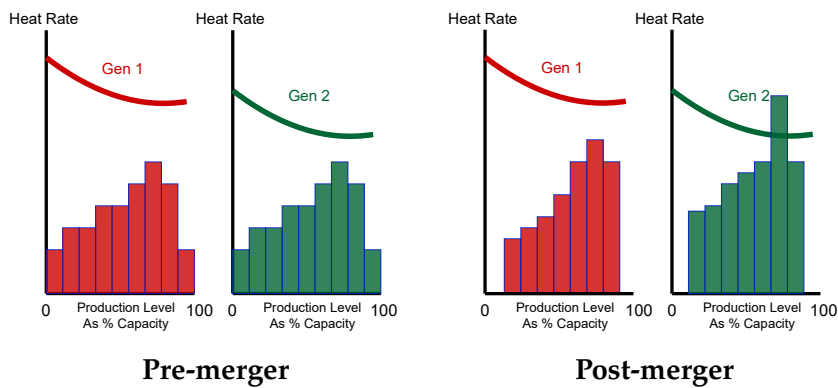 Heat Rate
Gen 1
0
Production Level
As % Capacity
100
Heat Rate
Gen 2
0
Production Level
As % Capacity
100
Pre-merger
Heat Rate
Gen 1
0
Production Level
As % Capacity
100
Heat Rate
Gen 2
0
Production Level
As % Capacity
100
Post-merger